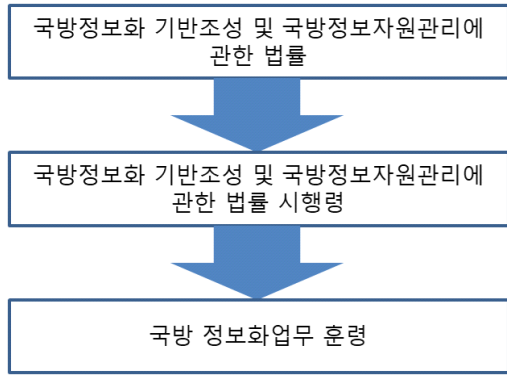 국방정보화 기반조성 및 국방정보자원관리에
관한 법률
국방정보화 기반조성 및 국방정보자원관리에
관한 법률 시행령
국방 정보화업무 훈령